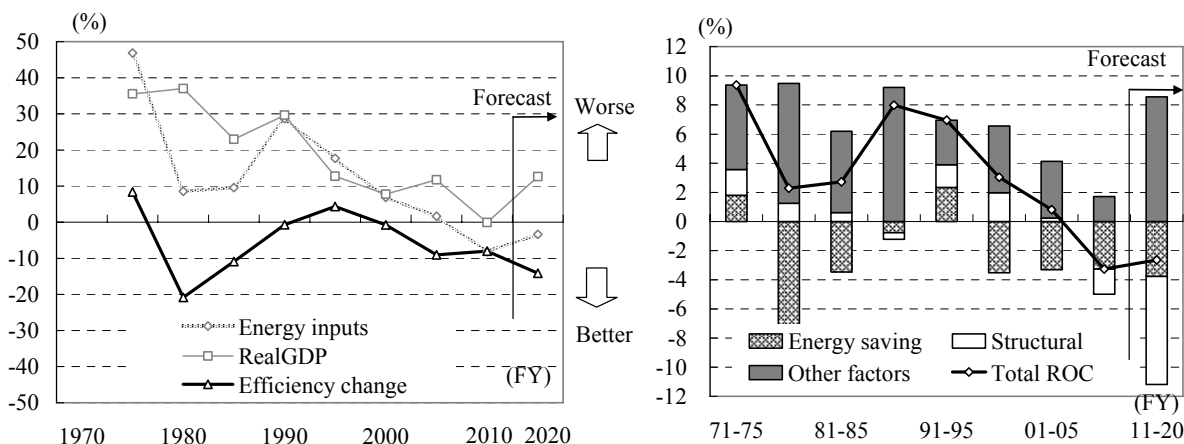 (%)
50
40
30
20
10
0
-10
-20
-30
-40
-50
Forecast
Energy inputs
RealGDP
Efficiency change
(FY)
1970 1980 1990 2000 2010 2020
Worse
Better
(%)
12
10
8
6
4
2
0
-2
-4
-6
-8
-10
-12
Forecast
Energy saving Structural
Other factors Total ROC
(FY)
71-75 81-85 91-95 01-05 11-20